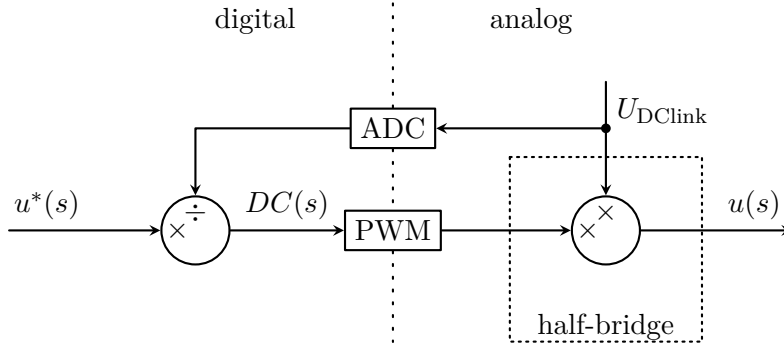 digital
analog
ADC
U_DClink
u*(s)
÷
×
DC(s)
PWM
×
×
u(s)
half-bridge